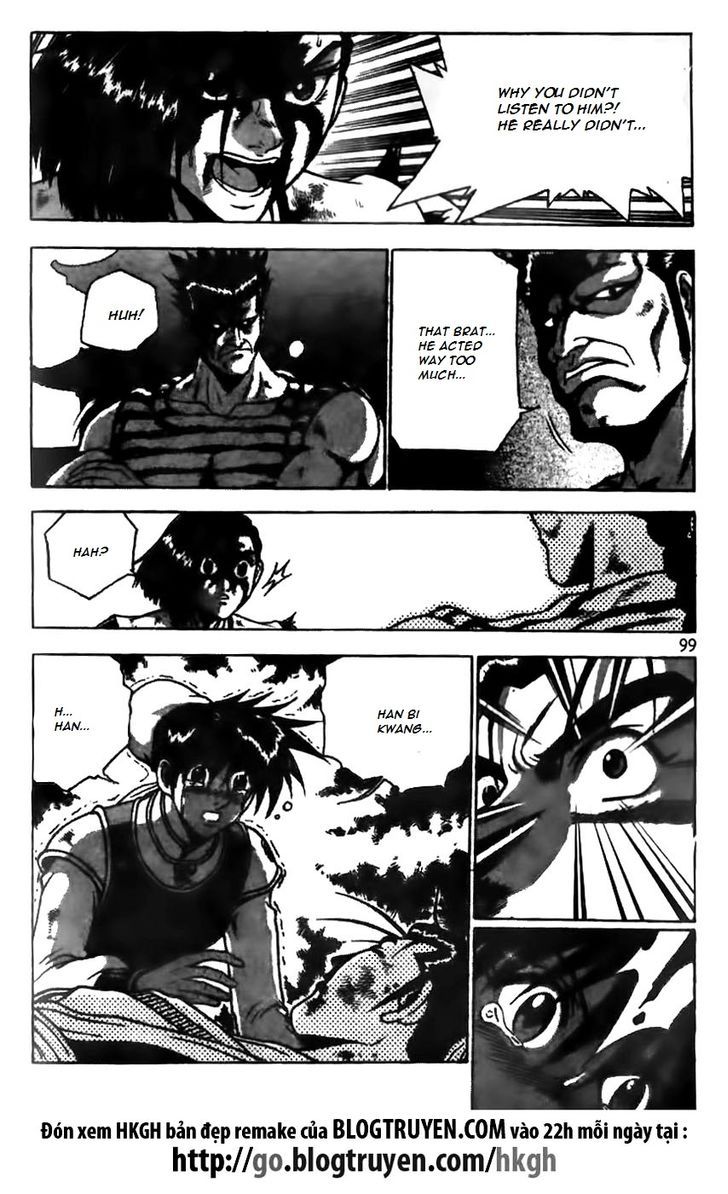 WHY YOU DIDN'T
LISTEN TO HIM?!
HE REALLY DIDN'T...
HUH!
THAT BRAT...
HE ACTED
WAY TOO
MUCH...
HAH?
99
H...
HAN...
HAN BI
KWANG...
Đón xem HKGH bản đẹp remake của BLOGTRUYEN.COM vào 22h mỗi ngày tại :
http://go.blogtruyen.com/hkgh